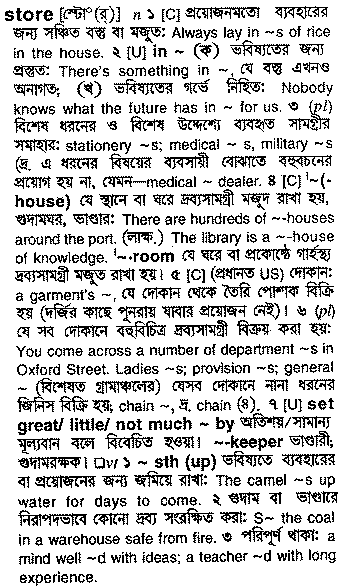 store [স্টো°(র্)] n ১ [C] প্রয়োজনমতো ব্যবহারের
জন্য সঞ্চিত বস্তু বা মজুত: Always lay in ~s of rice
in the house. ২ [U] in ~ (ক) ভবিষ্যতের জন্য
প্রস্তুত: There's something in ~, যে বস্তু এখনও
অনাগত; (খ) ভবিষ্যতের গর্ভে নিহিত: Nobody
knows what the future has in ~ for us. ৩ (pl)
বিশেষ ধরনের ও বিশেষ উদ্দেশ্যে ব্যবহৃত সামগ্রীর
সমাহার: stationery ~s; medical ~ s, military ~s
(দ্র. এ ধরনের বিষয়ের ব্যবসায়ী বোঝাতে বহুবচনের
প্রয়োগ হয় না, যেমন—medical ~ dealer. ৪ [C] '~(-
house) যে স্থানে বা ঘরে দ্রব্যসামগ্রী মজুদ রাখা হয়,
গুদামঘর, ভাণ্ডার: There are hundreds of ~-houses
around the port. (লাক্ষ.) The library is a ~-house
of knowledge. '~-room যে ঘরে বা প্রকোষ্ঠে গার্হস্থ্য
দ্রব্যসামগ্রী মজুত রাখা হয়। ৫ [C] (প্রধানত US) দোকান:
a garment's ~, যে দোকান থেকে তৈরি পোশাক বিক্রি
হয় (দর্জির কাছে পুনরায় যাবার প্রয়োজন নেই)। ৬ (pl)
যে সব দোকানে বহুবিচিত্র দ্রব্যসামগ্রী বিক্রয় করা হয়:
You come across a number of department ~s in
Oxford Street. Ladies ~s; provision ~s; general
~ (বিশেষত গ্রামাঞ্চলের) যেসব দোকানে নানা ধরনের
জিনিস বিক্রি হয়; chain ~, দ্র. chain (৪). ৭ [U] set
great/ little/ not much ~ by অতিশয়/সামান্য
মূল্যবান বলে বিবেচিত হওয়া। ~-keeper ভাণ্ডারী,
গুদামরক্ষক। □vt ১ ~ sth (up) ভবিষ্যতে ব্যবহারের
বা প্রয়োজনের জন্য জমিয়ে রাখা: The camel ~s up
water for days to come. ২ গুদাম বা ভাণ্ডারে
নিরাপদভাবে কোনো দ্রব্য সংরক্ষিত করা: S~ the coal
in a warehouse safe from fire. ৩ পরিপূর্ণ থাকা: a
mind well ~d with ideas; a teacher ~d with long
experience.